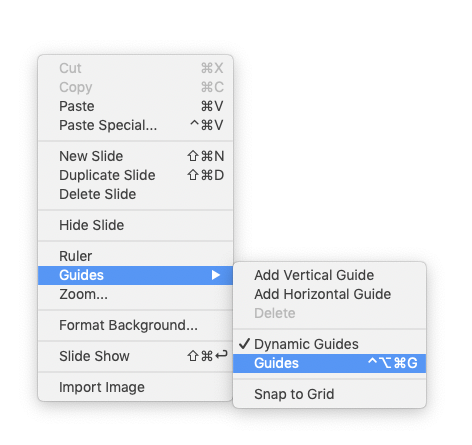 Cut ⌘X
Copy ⌘C
Paste ⌘V
Paste Special... ^⌘V
New Slide ⇧⌘N
Duplicate Slide ⇧⌘D
Delete Slide
Hide Slide
Ruler
Guides ▶
Zoom...
Format Background...
Slide Show ⇧⌘↩
Import Image
Add Vertical Guide
Add Horizontal Guide
Delete
✓ Dynamic Guides
Guides ^⌥⌘G
Snap to Grid